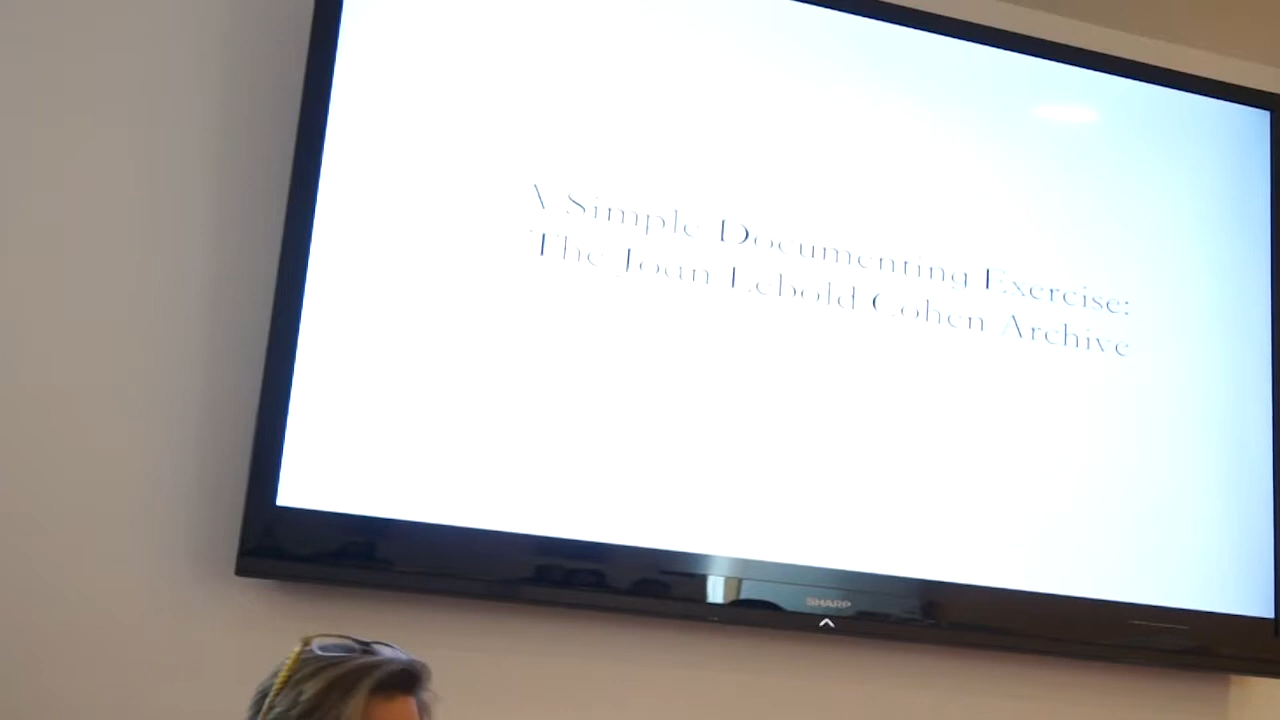 A Simple Documenting Exercise:
The Joan Lebold Cohen Archive
SHARP